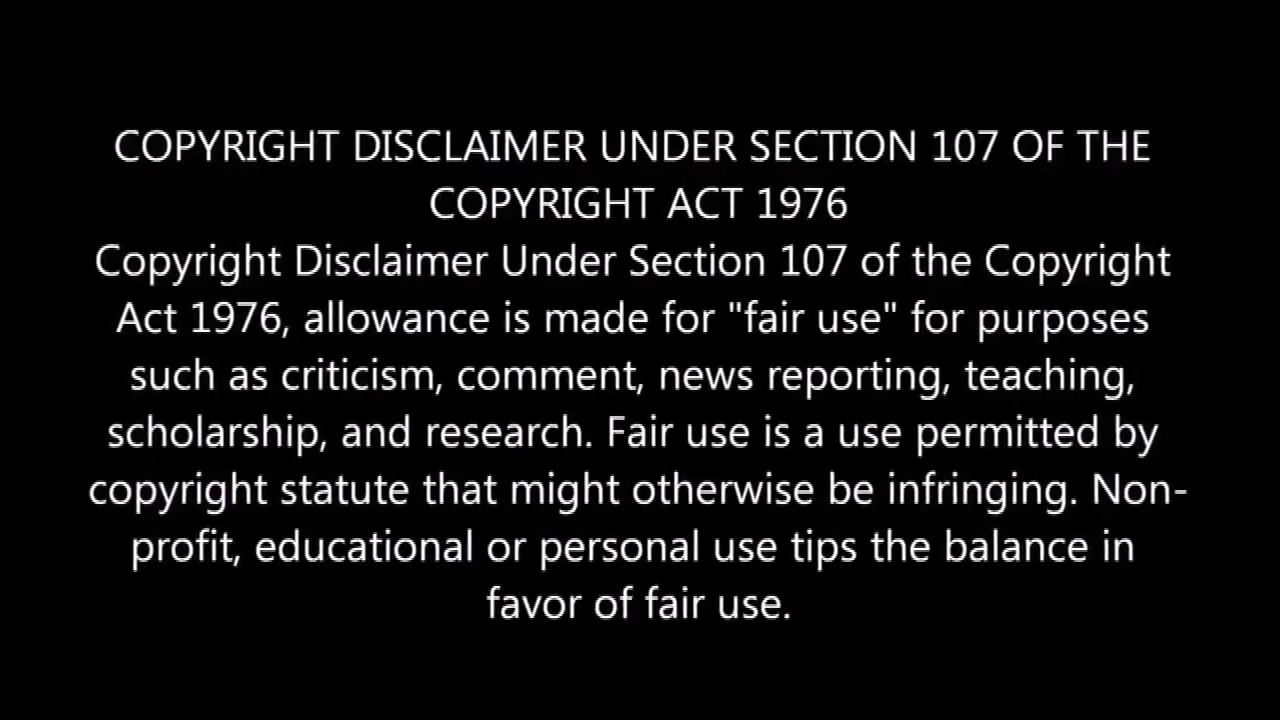 COPYRIGHT DISCLAIMER UNDER SECTION 107 OF THE
COPYRIGHT ACT 1976
Copyright Disclaimer Under Section 107 of the Copyright
Act 1976, allowance is made for "fair use" for purposes
such as criticism, comment, news reporting, teaching,
scholarship, and research. Fair use is a use permitted by
copyright statute that might otherwise be infringing. Non-
profit, educational or personal use tips the balance in
favor of fair use.